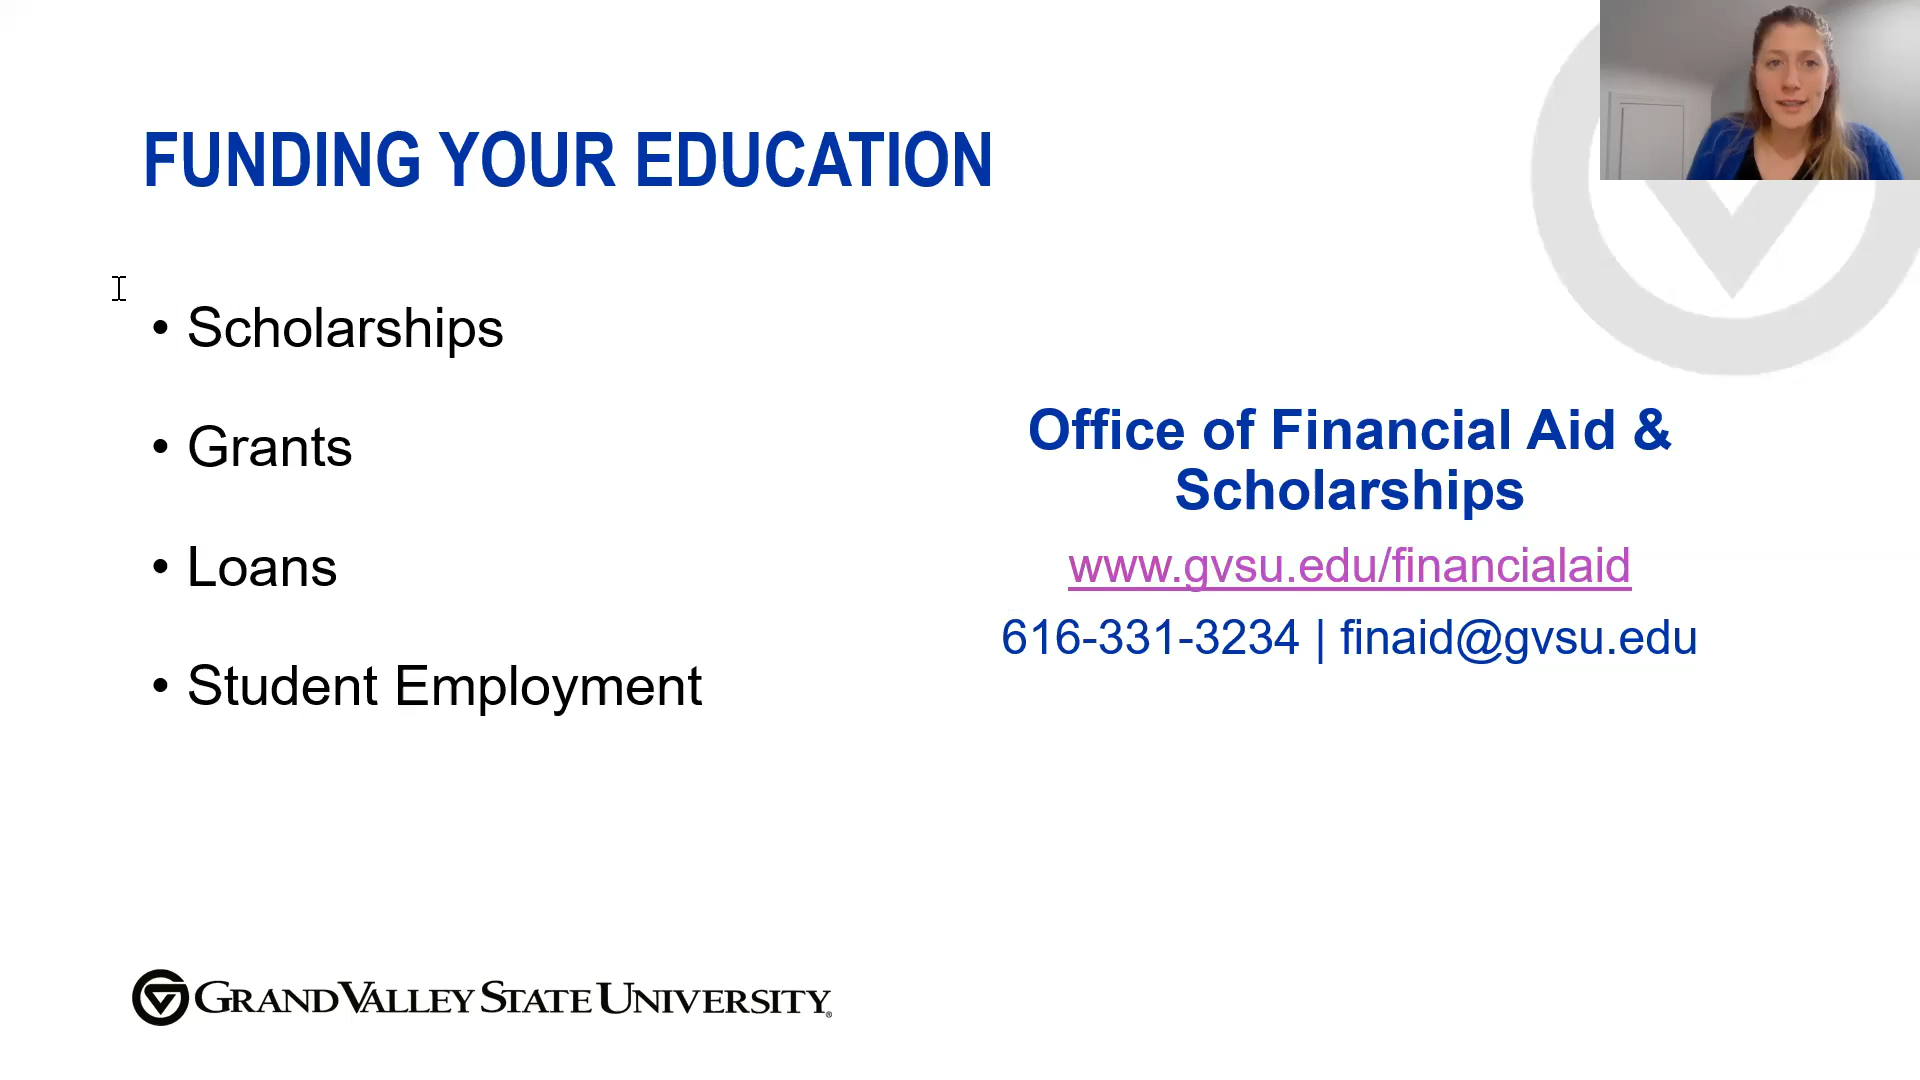 FUNDING YOUR EDUCATION
• Scholarships
• Grants
• Loans
• Student Employment
Office of Financial Aid &
Scholarships
www.gvsu.edu/financialaid
616-331-3234 | finaid@gvsu.edu
GRAND VALLEY STATE UNIVERSITY®